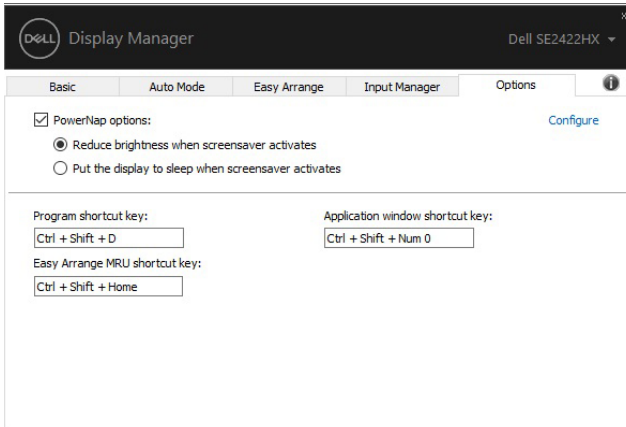 DELL Display Manager
Dell SE2422HX
Basic Auto Mode Easy Arrange Input Manager Options
PowerNap options:
Configure
Reduce brightness when screensaver activates
Put the display to sleep when screensaver activates
Program shortcut key:
Application window shortcut key:
Ctrl + Shift + D
Ctrl + Shift + Num 0
Easy Arrange MRU shortcut key:
Ctrl + Shift + Home